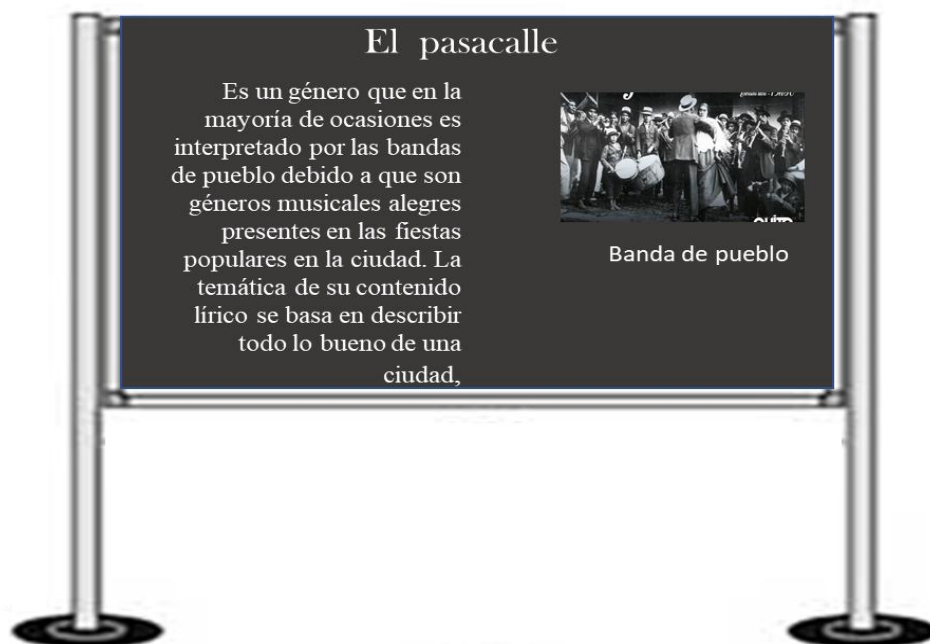 El pasacalle
Es un género que en la
mayoría de ocasiones es
interpretado por las bandas
de pueblo debido a que son
géneros musicales alegres
presentes en las fiestas
populares en la ciudad. La
temática de su contenido
lírico se basa en describir
todo lo bueno de una
ciudad,
QUITO
Banda de pueblo